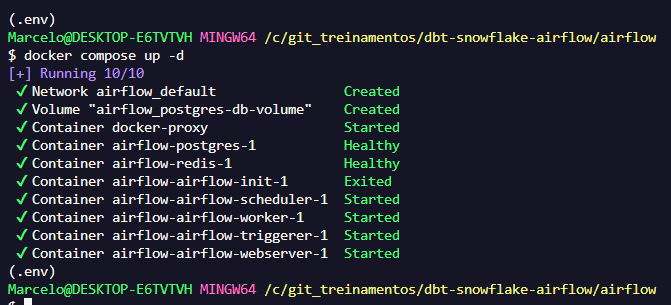 (.env)
Marcelo@DESKTOP-E6TVTVH MINGW64 /c/git_treinamentos/dbt-snowflake-airflow/airflow
$ docker compose up -d
[+] Running 10/10
✓ Network airflow_default Created
✓ Volume "airflow_postgres-db-volume" Created
✓ Container docker-proxy Started
✓ Container airflow-postgres-1 Healthy
✓ Container airflow-redis-1 Healthy
✓ Container airflow-airflow-init-1 Exited
✓ Container airflow-airflow-scheduler-1 Started
✓ Container airflow-airflow-worker-1 Started
✓ Container airflow-airflow-triggerer-1 Started
✓ Container airflow-airflow-webserver-1 Started
(.env)
Marcelo@DESKTOP-E6TVTVH MINGW64 /c/git_treinamentos/dbt-snowflake-airflow/airflow
$